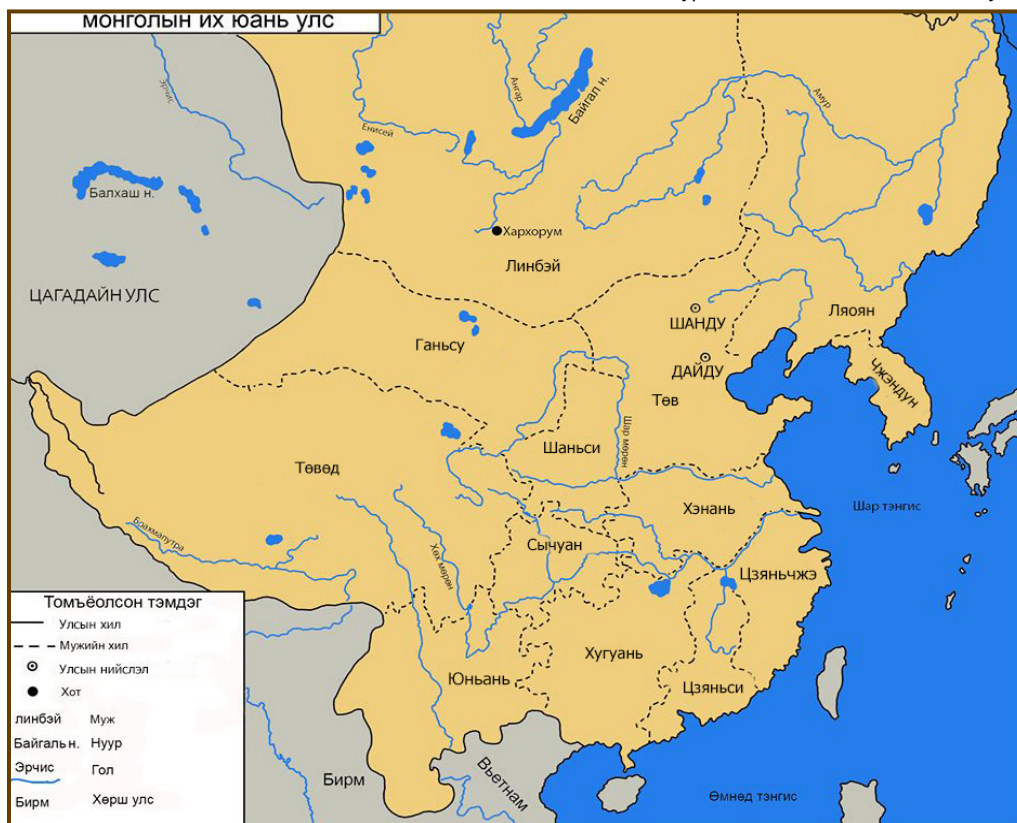 МОНГОЛЫН ИХ ЮАНЬ УЛС
Эрчис
Ангар
Байгал н.
Енисей
Амур
Балхаш н.
Хархорум
Линбэй
ЦАГАДАЙН УЛС
ШАНДУ
Ляоян
Ганьсу
ДАЙДУ
Чжэндун
Төв
Шар мөрөн
Шаньси
Төвөд
Хэнань
Шар тэнгис
Брахмапутра
Хөх мөрөн
Сычуан
Цзяньчжэ
Хугуань
Юньань
Цзяньси
Бирм
Вьетнам
Өмнөд тэнгис
Томъёолсон тэмдэг
Улсын хил
Мужийн хил
Улсын нийслэл
Хот
линбэй Муж
Байгаль н. Нуур
Эрчис Гол
Бирм Хөрш улс